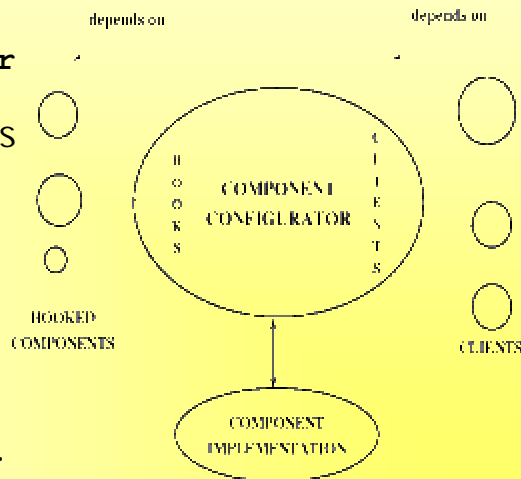 depends on
depends on
r
S
HOOKS
CLIENTS
COMPONENT
CONFIGURATOR
HOOKED
COMPONENTS
CLIENTS
COMPONENT
IMPLEMENTATION
.